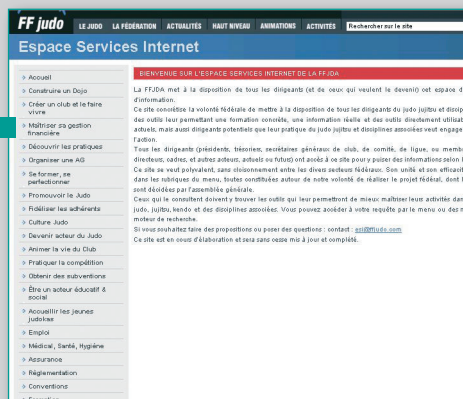 FF judo
LE JUDO LA FÉDÉRATION ACTUALITÉS HAUT NIVEAU ANIMATIONS ACTIVITÉS Rechercher sur le site
Espace Services Internet
Accueil
Construire un Dojo
Créer un club et le faire
vivre
Maîtriser sa gestion
financière
Découvrir les pratiques
Organiser une AG
Se former, se
perfectionner
Promouvoir le Judo
Fidéliser les adhérents
Culture Judo
Devenir acteur du Judo
Animer la vie du Club
Pratiquer la compétition
Obtenir des subventions
Être un acteur éducatif &
social
Accueillir les jeunes
judokas
Emploi
Médical, Santé, Hygiène
Assurance
Réglementation
Conventions
BIENVENUE SUR L'ESPACE SERVICES INTERNET DE LA FFJDA
La FFJDA met à la disposition de tous les dirigeants (et de ceux qui veulent le devenir) cet espace d
d'information.
Ce site concrétise la volonté fédérale de mettre à la disposition de tous les dirigeants du judo jujitsu et discip
des outils leur permettant une formation concrète, une information réelle et des outils directement utilisab
actuels, mais aussi dirigeants potentiels que leur pratique du judo jujitsu et disciplines associées veut engage
l'action.
Tous les dirigeants (présidents, trésoriers, secrétaires généraux de club, de comité, de ligue, ou memb
directeurs, cadres, et autres acteurs, actuels ou futurs) ont accès à ce site pour y puiser des informations selon l
Ce site se veut polyvalent, sans cloisonnement entre les divers secteurs fédéraux. Son unité et son efficacit
dans les rubriques du menu, toutes constituées autour de notre volonté de réaliser le projet fédéral, dont l
sont décidées par l'assemblée générale.
Ceux qui le consultent doivent y trouver les outils qui leur permettront de mieux maîtriser leurs activités dan
judo, jujitsu, kendo et des disciplines associées. Vous pouvez accéder à votre requête par le menu ou des m
moteur de recherche.
Si vous souhaitez faire des propositions ou poser des questions : contact : esi@ffjudo.com
Ce site est en cours d'élaboration et sera sans cesse mis à jour et complété.